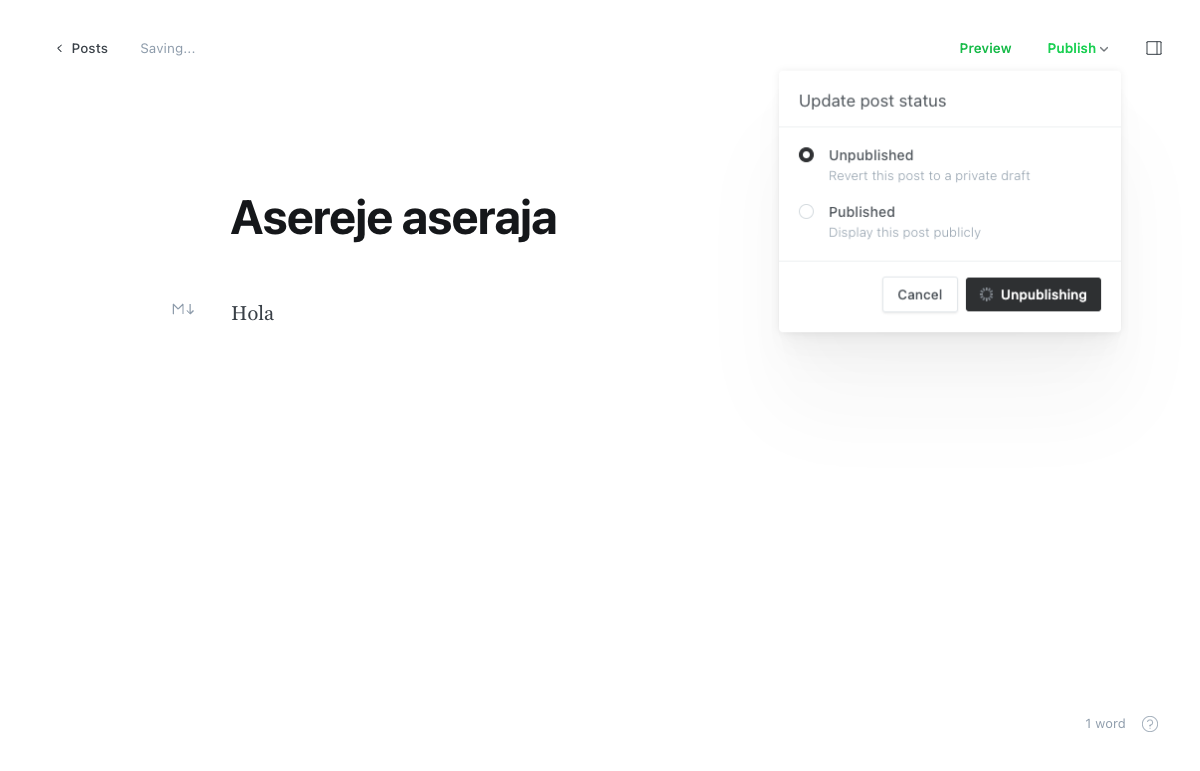 Posts
Saving...
Preview
Publish
Update post status
Unpublished
Revert this post to a private draft
Published
Display this post publicly
Cancel
Unpublishing
Asereje aseraja
M↓
Hola
1 word
?